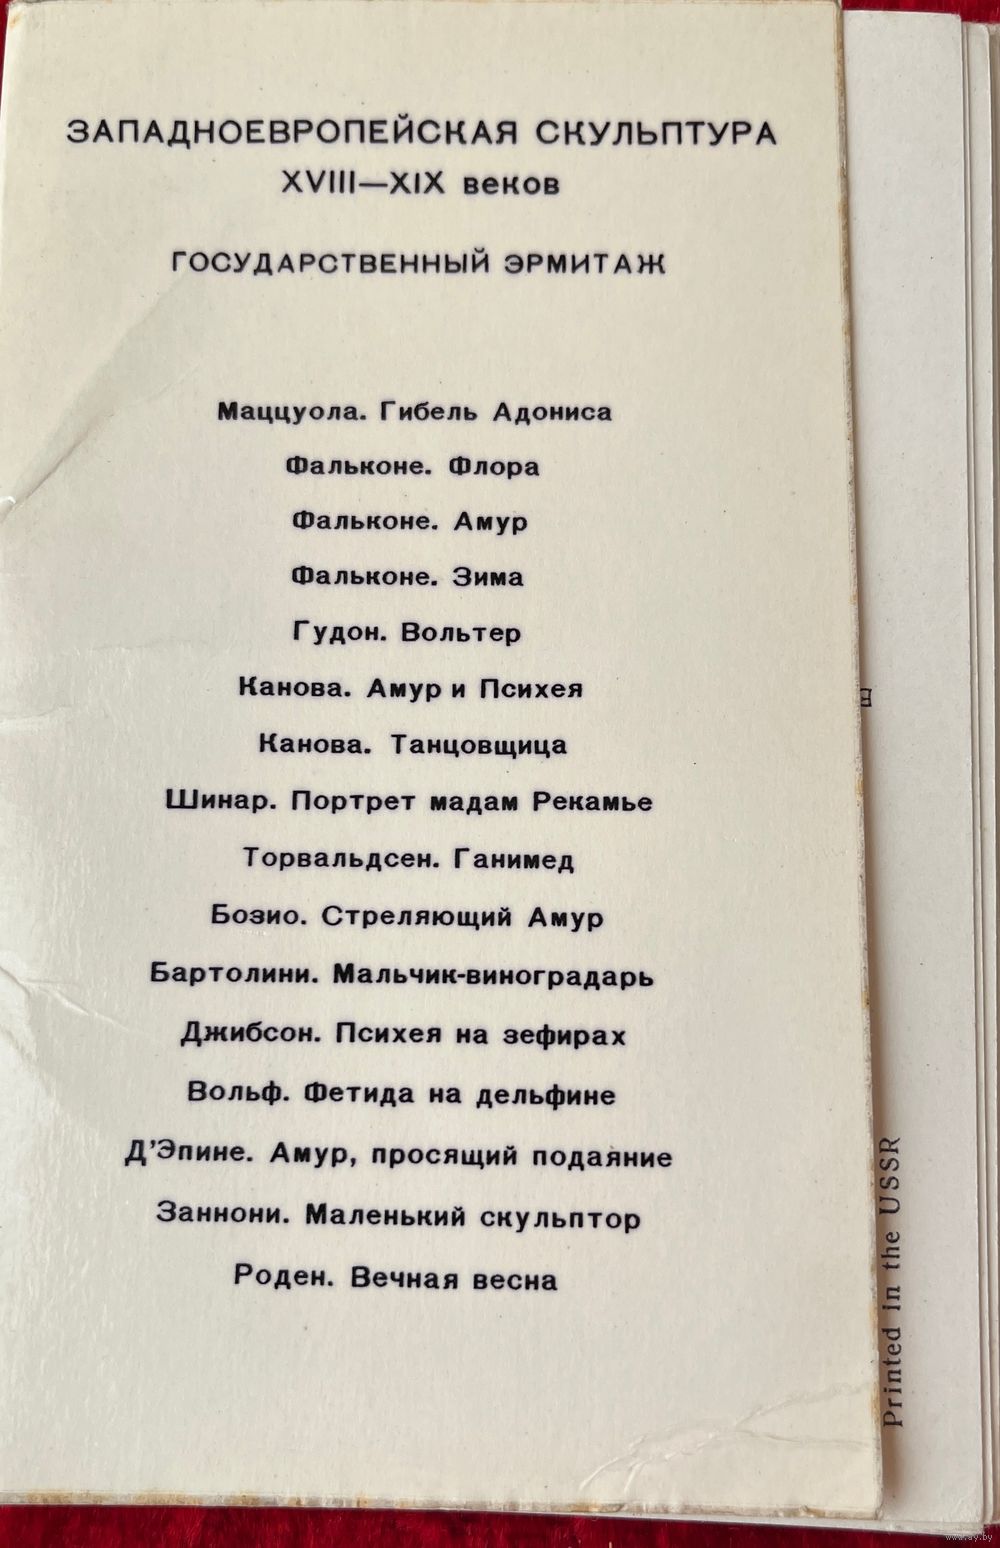 ЗАПАДНОЕВРОПЕЙСКАЯ СКУЛЬПТУРА
XVIII—XIX веков
ГОСУДАРСТВЕННЫЙ ЭРМИТАЖ
Маццуола. Гибель Адониса
Фальконе. Флора
Фальконе. Амур
Фальконе. Зима
Гудон. Вольтер
Канова. Амур и Психея
Канова. Танцовщица
Шинар. Портрет мадам Рекамье
Торвальдсен. Ганимед
Бозио. Стреляющий Амур
Бартолини. Мальчик-виноградарь
Джибсон. Психея на зефирах
Вольф. Фетида на дельфине
Д’Эпине. Амур, просящий подаяние
Заннони. Маленький скульптор
Роден. Вечная весна
Printed in the USSR
www.ay.by